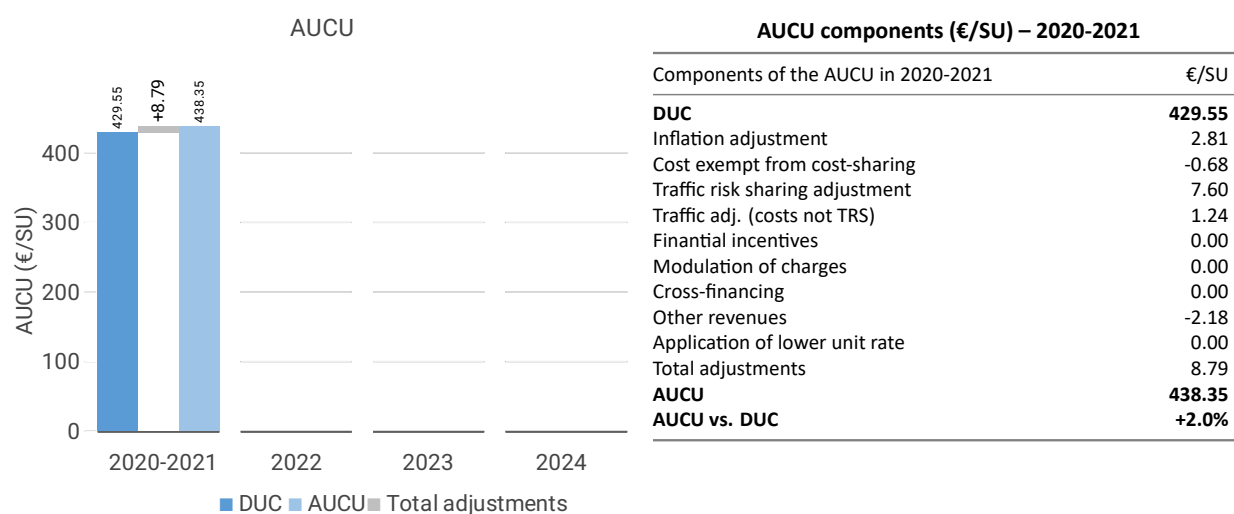 AUCU
429.55
+8.79
438.35
AUCU (€/SU)
400
300
200
100
0
2020-2021 2022 2023 2024
DUC AUCU Total adjustments
AUCU components (€/SU) – 2020-2021
Components of the AUCU in 2020-2021 €/SU
DUC 429.55
Inflation adjustment 2.81
Cost exempt from cost-sharing -0.68
Traffic risk sharing adjustment 7.60
Traffic adj. (costs not TRS) 1.24
Finantial incentives 0.00
Modulation of charges 0.00
Cross-financing 0.00
Other revenues -2.18
Application of lower unit rate 0.00
Total adjustments 8.79
AUCU 438.35
AUCU vs. DUC +2.0%